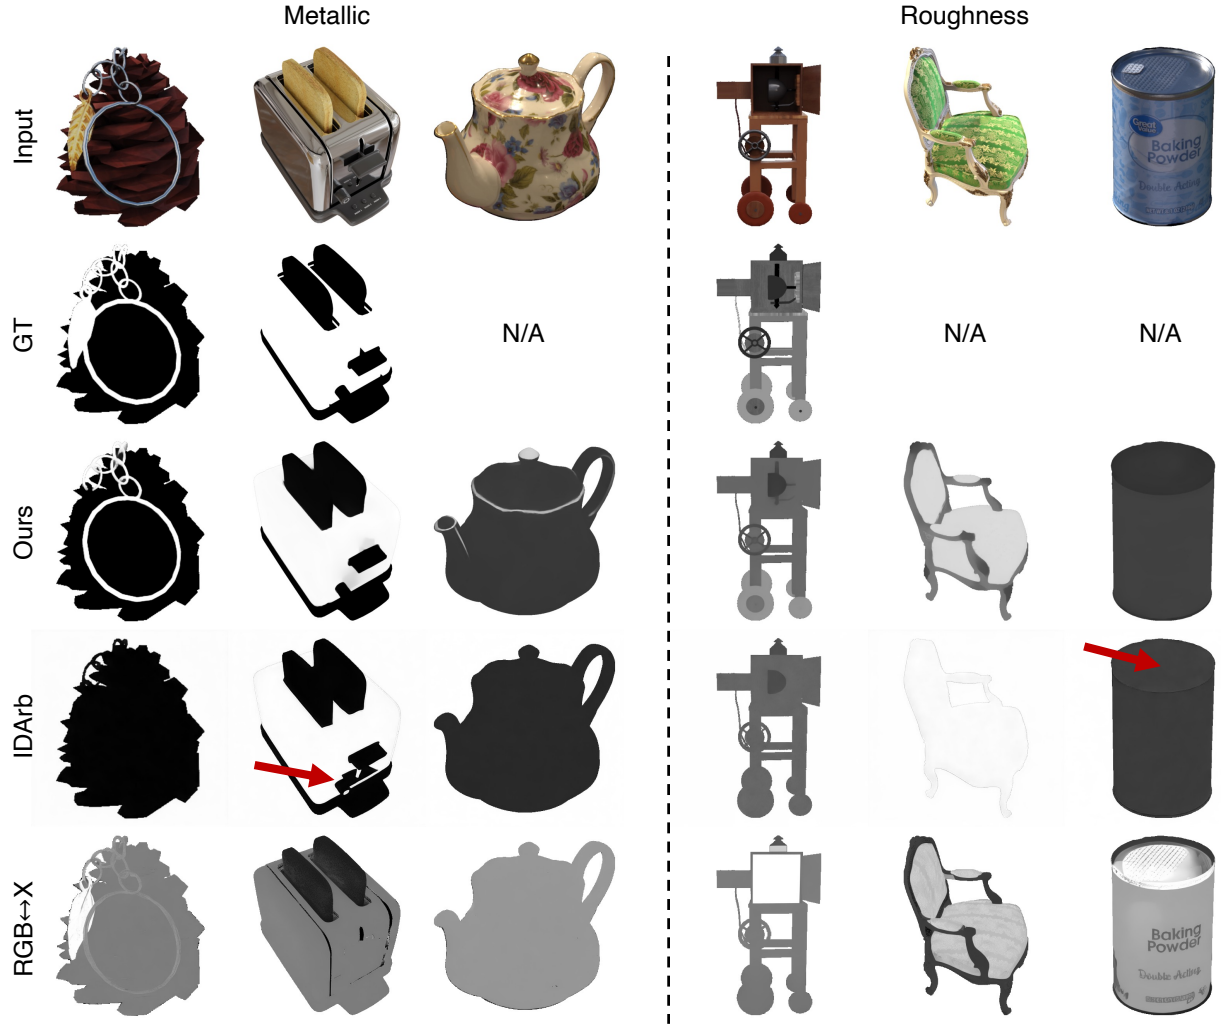 Metallic
Roughness
Input
Great Value
Baking
Powder
Double Acting
GT
N/A
N/A
N/A
Ours
IDArb
RGB↔X
Baking
Powder
Double Acting